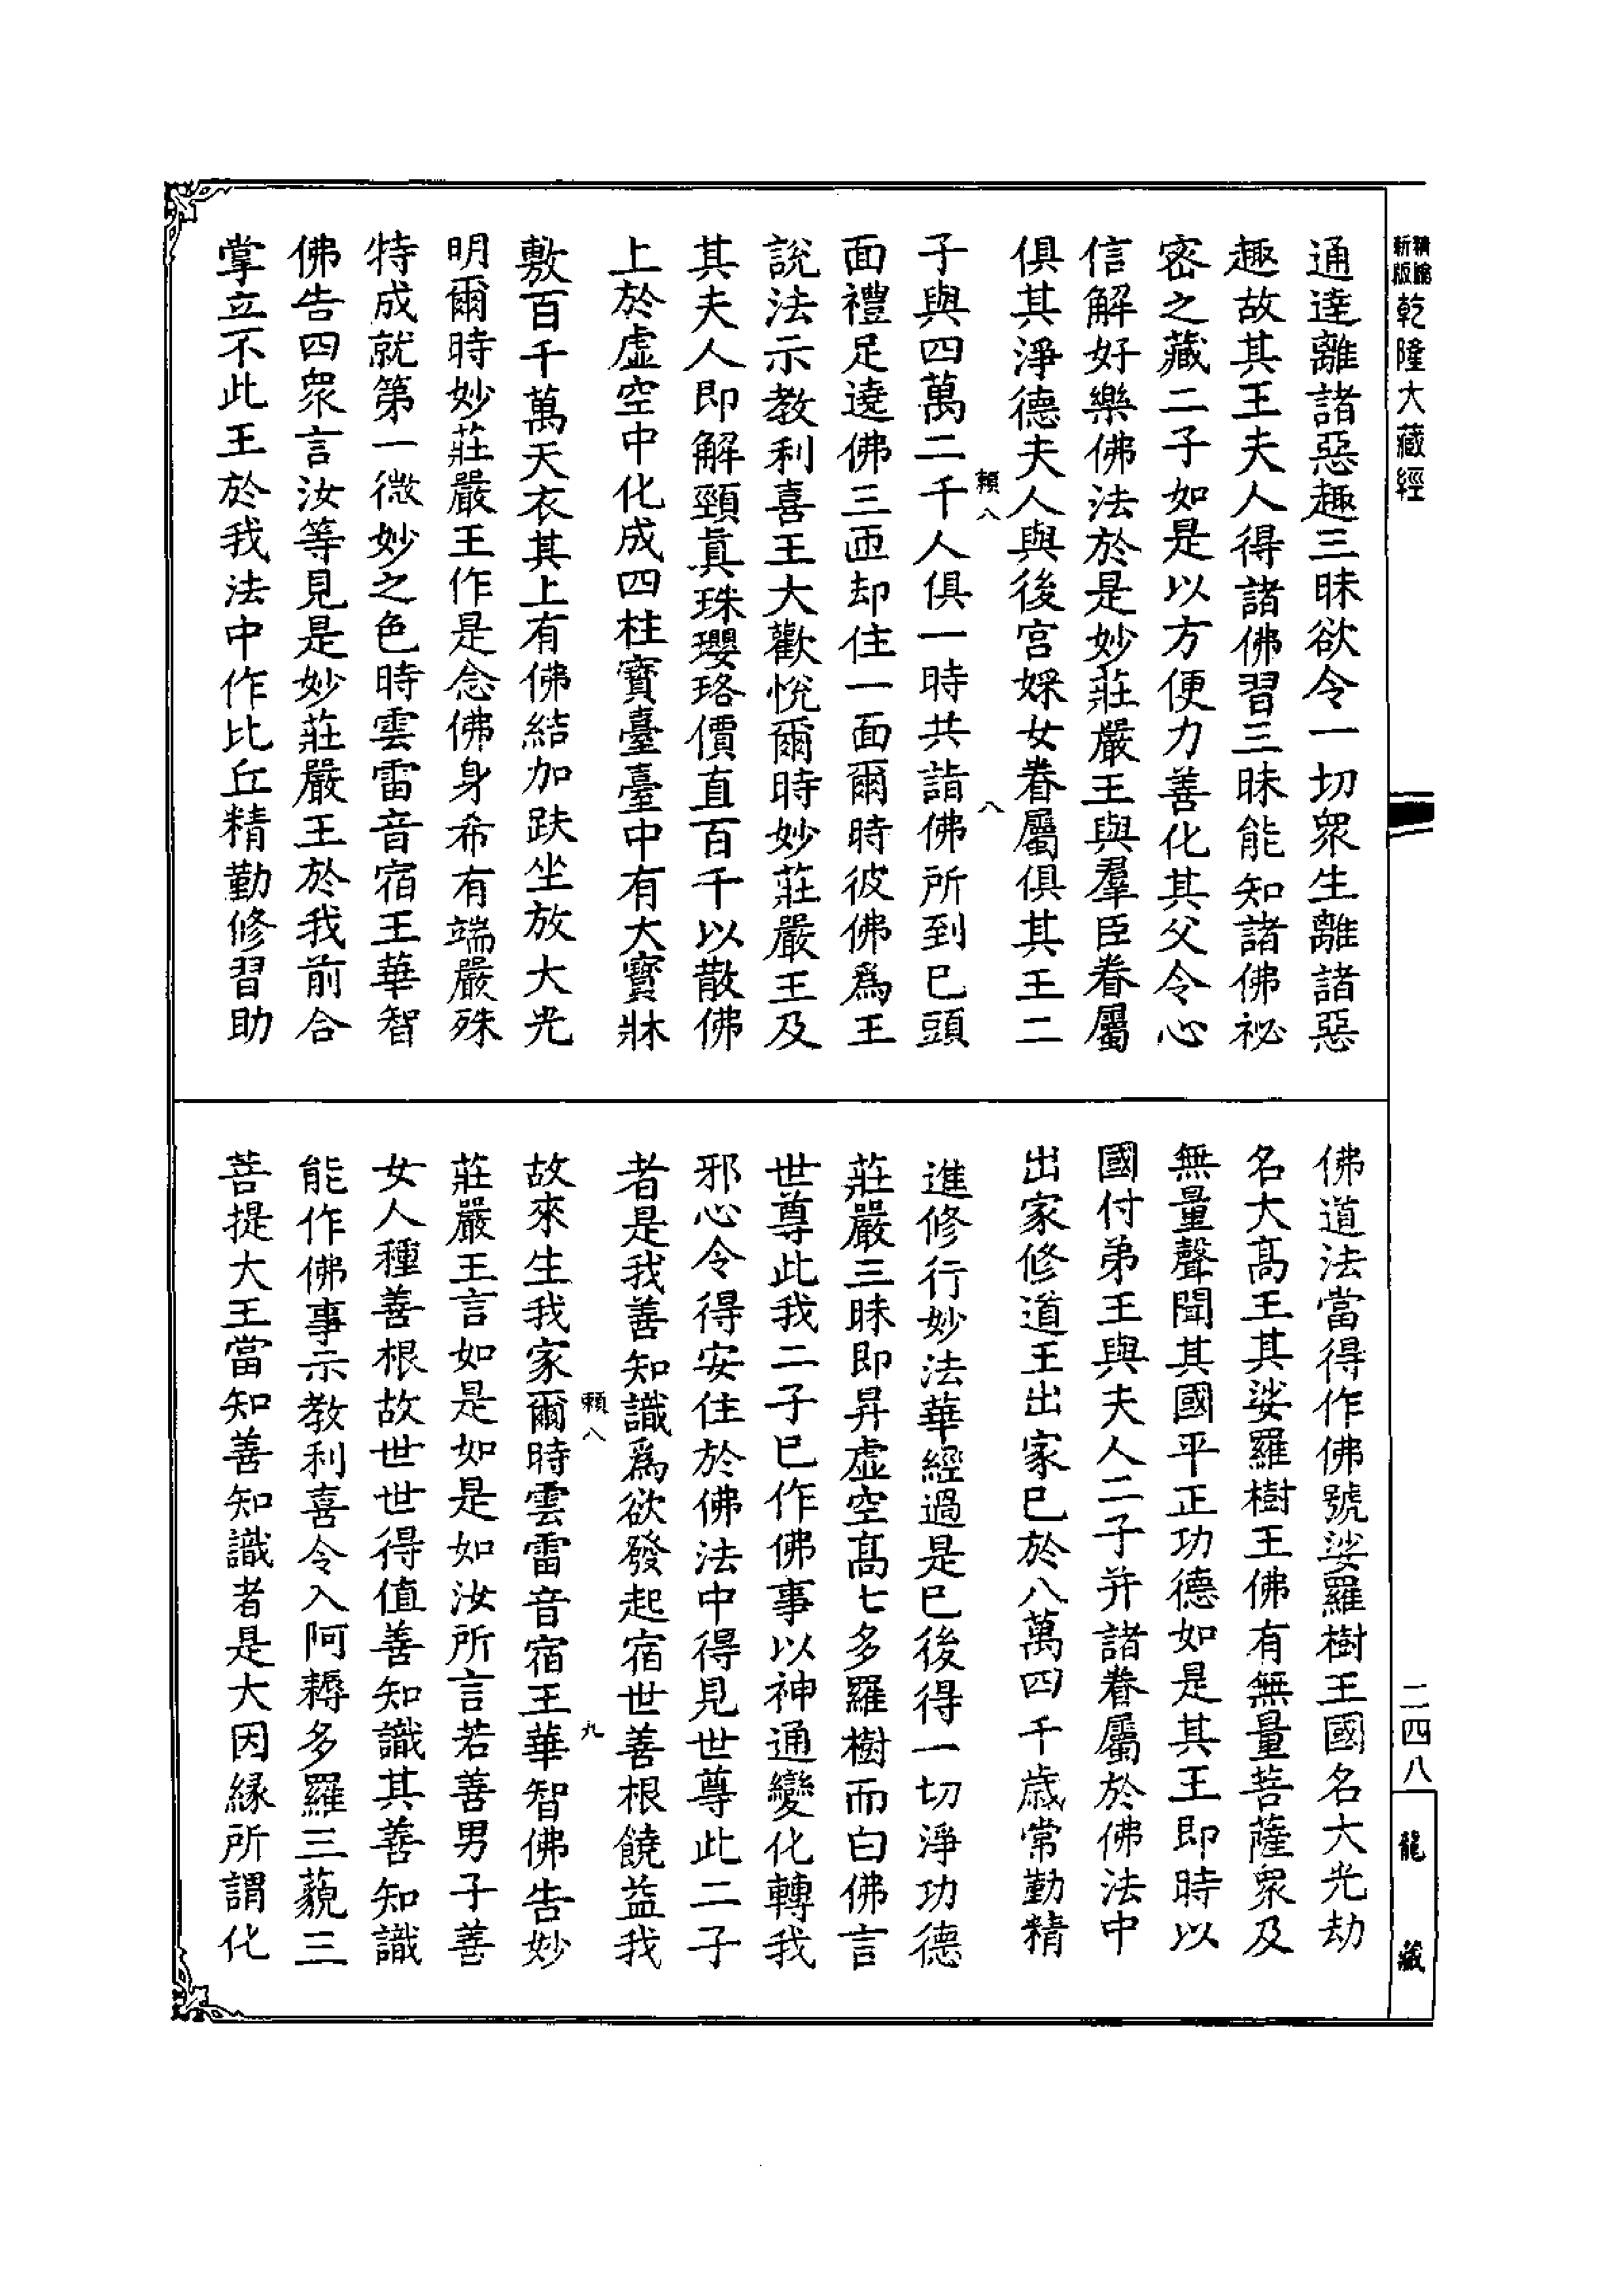 新版
精縮
乾隆大藏經
通達離諸惡趣三昧欲令一切衆生離諸惡
趣故其王夫人得諸佛習三昧能知諸佛祕
密之藏二子如是以方便力善化其父令心
信解好樂佛法於是妙莊嚴王與羣臣眷屬
俱其淨德夫人與後宮婇女眷屬俱其王二
頼八
八
子與四萬二千人俱一時共詣佛所到已頭
面禮足遶佛三匝却住一面爾時彼佛爲王
說法示教利喜王大歡悅爾時妙莊嚴王及
其夫人即解頸眞珠瓔珞價直百千以散佛
上於虛空中化成四柱寶臺臺中有大寶牀
敷百千萬天衣其上有佛結加趺坐放大光
明爾時妙莊嚴王作是念佛身希有端嚴殊
特成就第一微妙之色時雲雷音宿王華智
佛告四衆言汝等見是妙莊嚴王於我前合
掌立不此王於我法中作比丘精勤修習助
佛道法當得作佛號娑羅樹王國名大光劫
名大高王其娑羅樹王佛有無量菩薩衆及
無量聲聞其國平正功德如是其王即時以
國付弟王與夫人二子并諸眷屬於佛法中
出家修道王出家已於八萬四千歲常勤精
進修行妙法華經過是已後得一切淨功德
莊嚴三昧即昇虛空高七多羅樹而白佛言
世尊此我二子已作佛事以神通變化轉我
邪心令得安住於佛法中得見世尊此二子
者是我善知識爲欲發起宿世善根饒益我
頼八
九
故來生我家爾時雲雷音宿王華智佛告妙
莊嚴王言如是如是如汝所言若善男子善
女人種善根故世世得值善知識其善知識
能作佛事示教利喜令入阿耨多羅三藐三
菩提大王當知善知識者是大因緣所謂化
二四八
龍藏